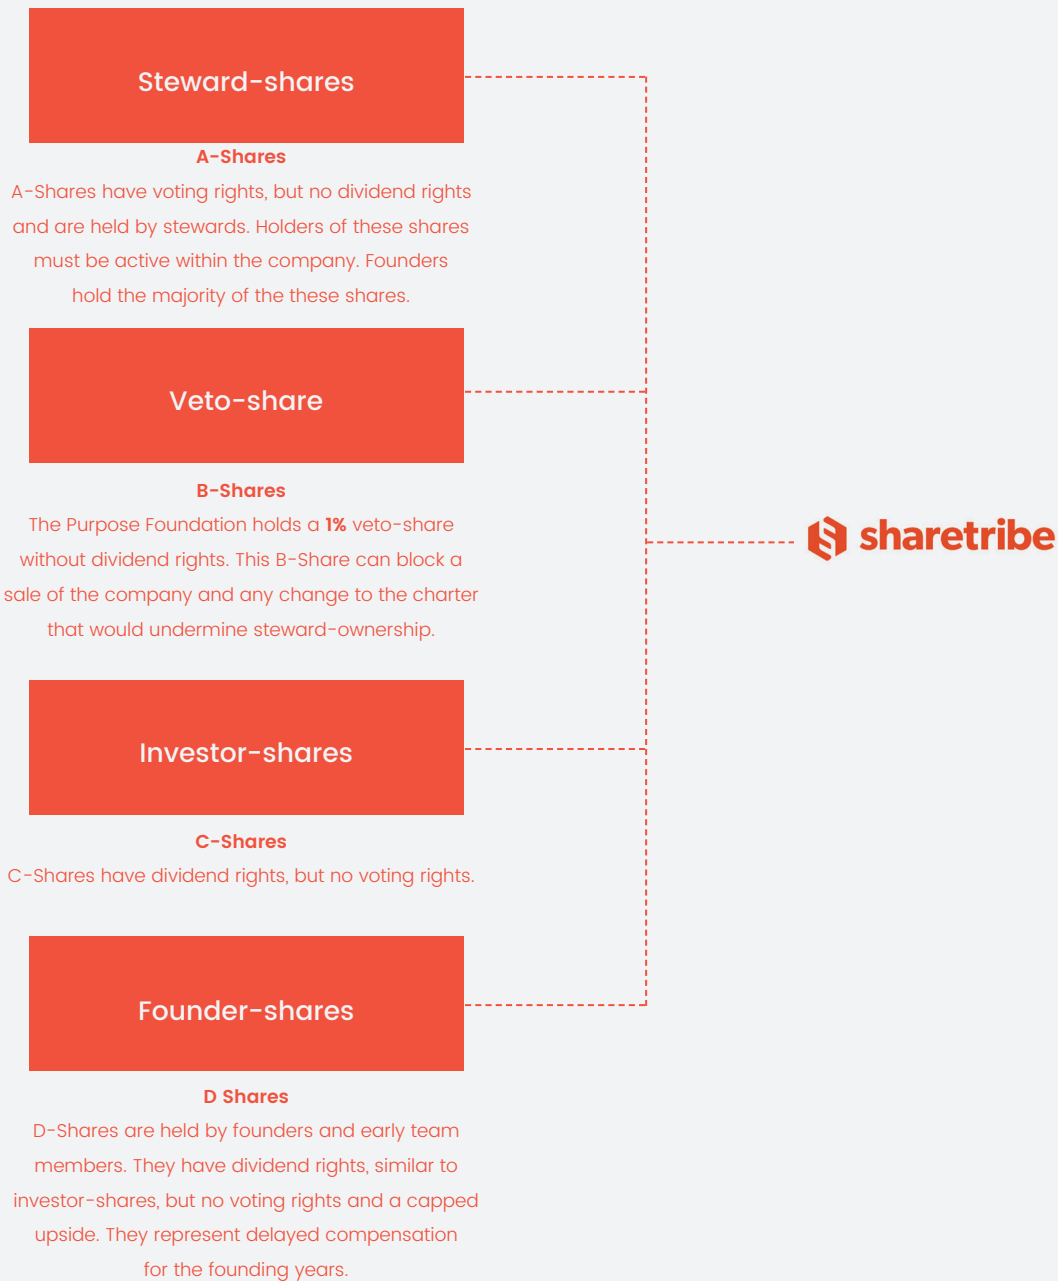 Steward-shares
A-Shares
A-Shares have voting rights, but no dividend rights
and are held by stewards. Holders of these shares
must be active within the company. Founders
hold the majority of the these shares.
Veto-share
B-Shares
The Purpose Foundation holds a 1% veto-share
without dividend rights. This B-Share can block a
sale of the company and any change to the charter
that would undermine steward-ownership.
sharetribe
Investor-shares
C-Shares
C-Shares have dividend rights, but no voting rights.
Founder-shares
D Shares
D-Shares are held by founders and early team
members. They have dividend rights, similar to
investor-shares, but no voting rights and a capped
upside. They represent delayed compensation
for the founding years.